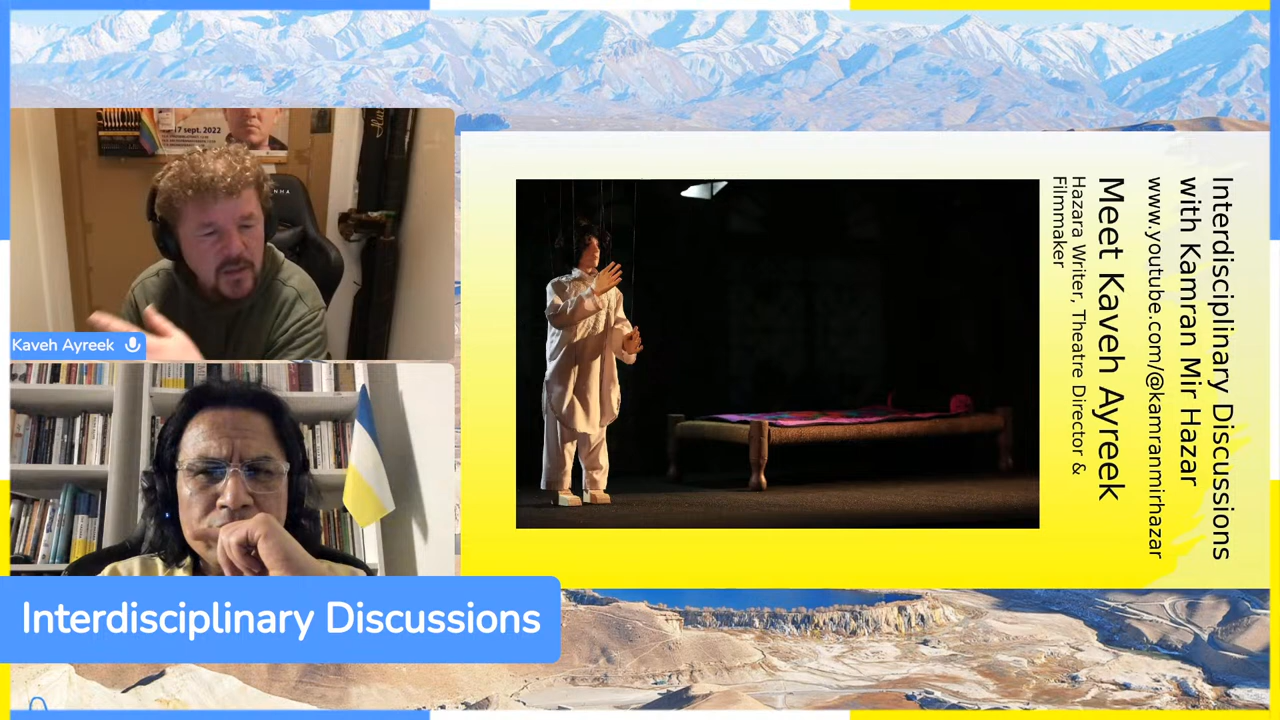 17 sept. 2022
Kaveh Ayreek
Interdisciplinary Discussions
Interdisciplinary Discussions
with Kamran Mir Hazar
www.youtube.com/@kamranmirhazar
Meet Kaveh Ayreek
Hazara Writer, Theatre Director &
Filmmaker